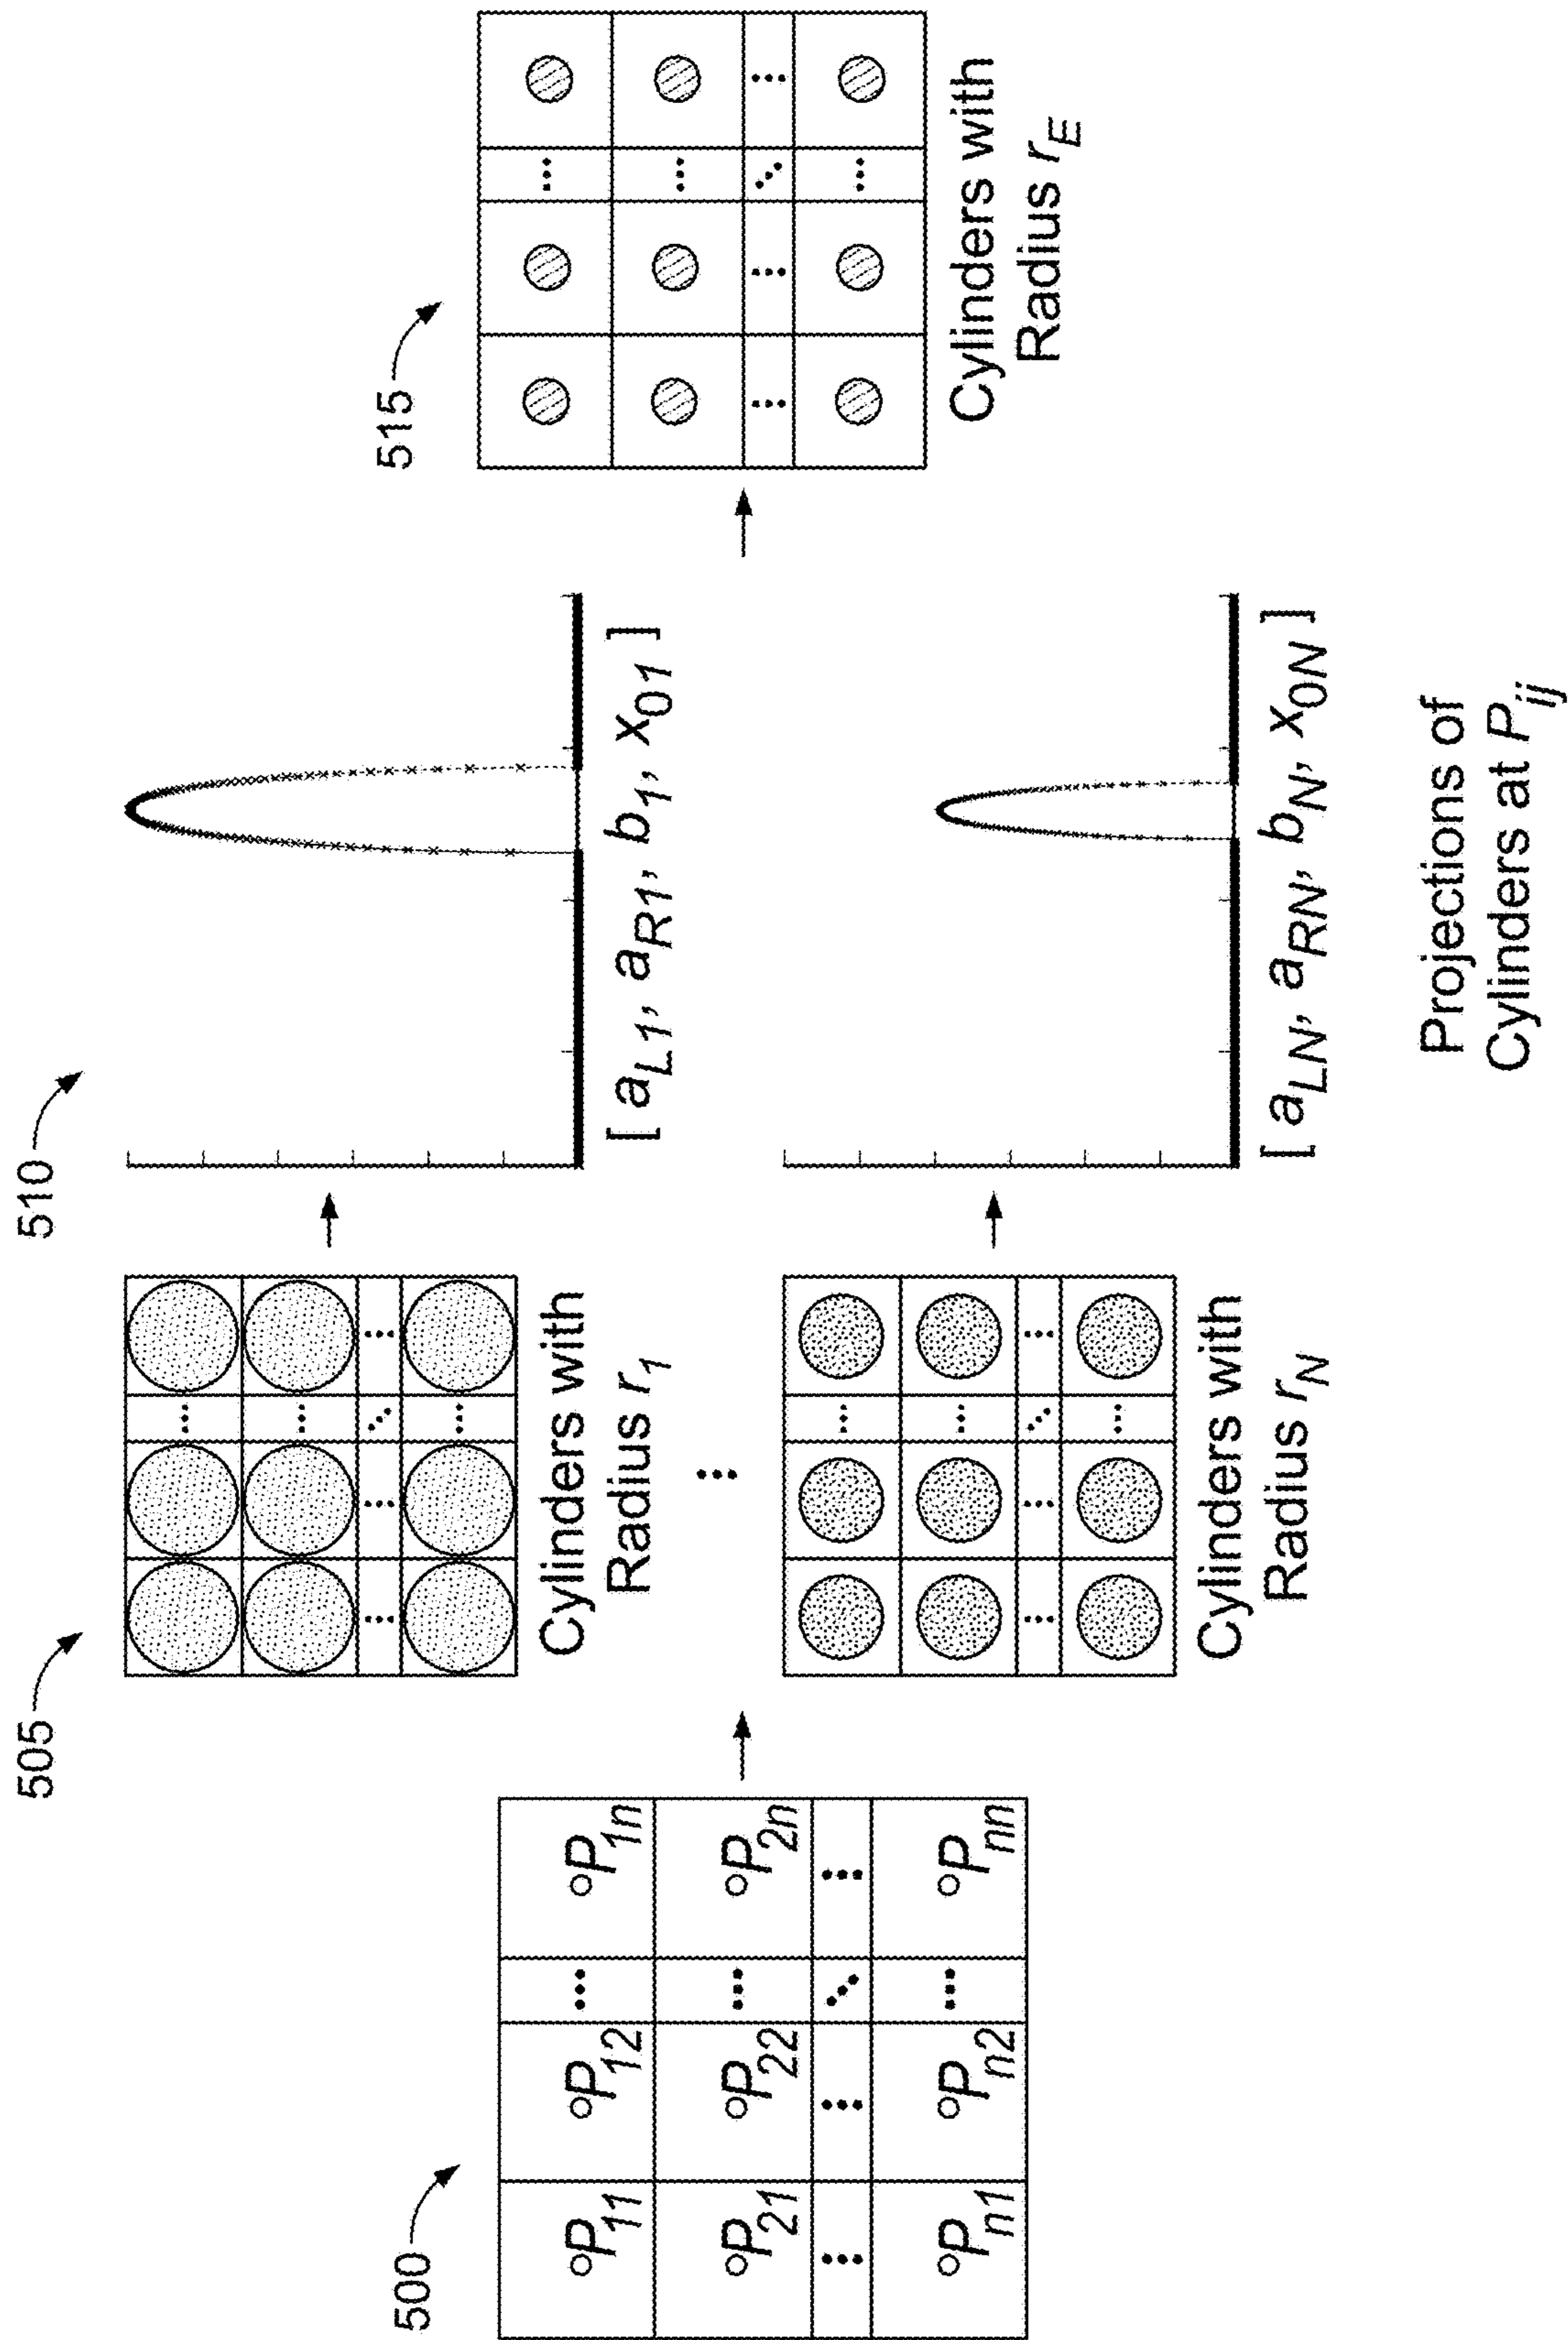 500
°P11 °P12 ... °P1n
°P21 °P22 ... °P2n
... ... ⋱ ...
°Pn1 °Pn2 ... °Pnn
505
Cylinders with
Radius r1
...
Cylinders with
Radius rN
510
[ aL1, aR1, b1, x01 ]
[ aLN, aRN, bN, x0N ]
Projections of
Cylinders at Pij
515
Cylinders with
Radius rE